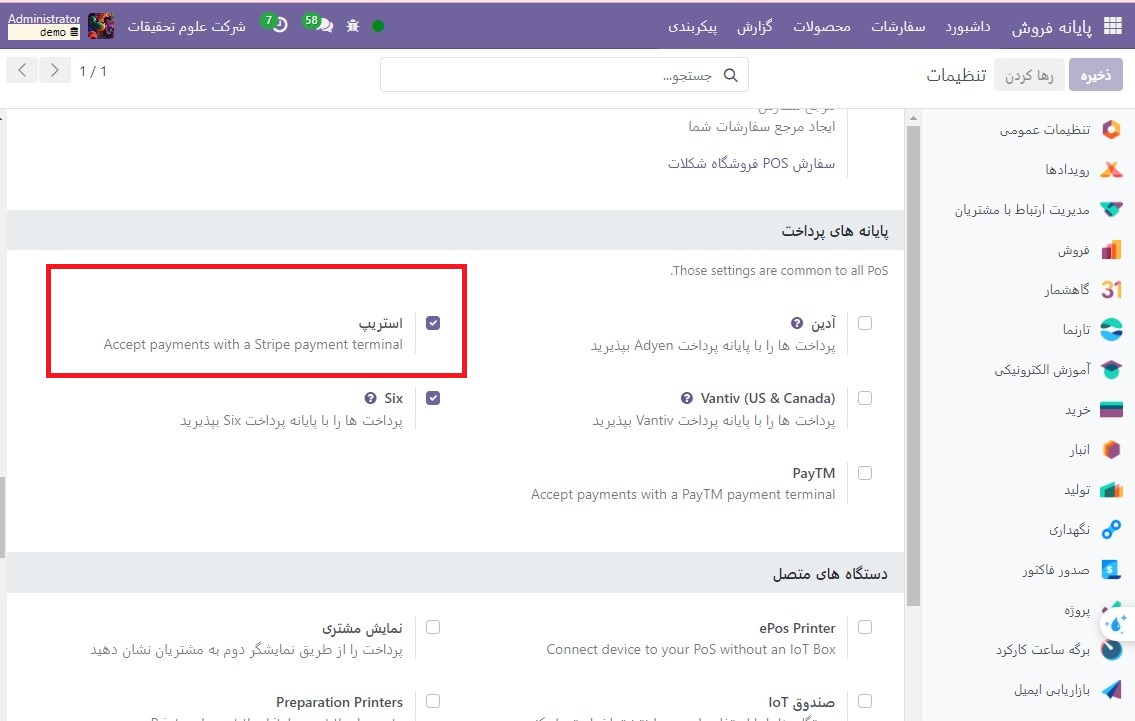 پایانه فروش
داشبورد
سفارشات
محصولات
گزارش
پیکربندی
58
7
شرکت علوم تحقیقات
Administrator
demo
ذخیره
رها کردن
تنظیمات
جستجو...
1 / 1
تنظیمات عمومی
رویدادها
مدیریت ارتباط با مشتریان
فروش
31
گاهشمار
تارنما
آموزش الکترونیکی
خرید
انبار
تولید
نگهداری
صدور فاکتور
پروژه
برگه ساعت کارکرد
بازاریابی ایمیل
ایجاد مرجع سفارشات شما
سفارش POS فروشگاه شکلات
پایانه های پرداخت
Those settings are common to all PoS.
آدین ?
پرداخت ها را با پایانه پرداخت Adyen بپذیرید
استریپ
Accept payments with a Stripe payment terminal
Vantiv (US & Canada) ?
پرداخت ها را با پایانه پرداخت Vantiv بپذیرید
Six ?
پرداخت ها را با پایانه پرداخت Six بپذیرید
PayTM
Accept payments with a PayTM payment terminal
دستگاه های متصل
ePos Printer
Connect device to your PoS without an IoT Box
نمایش مشتری
پرداخت را از طریق نمایشگر دوم به مشتریان نشان دهید
صندوق IoT
Preparation Printers